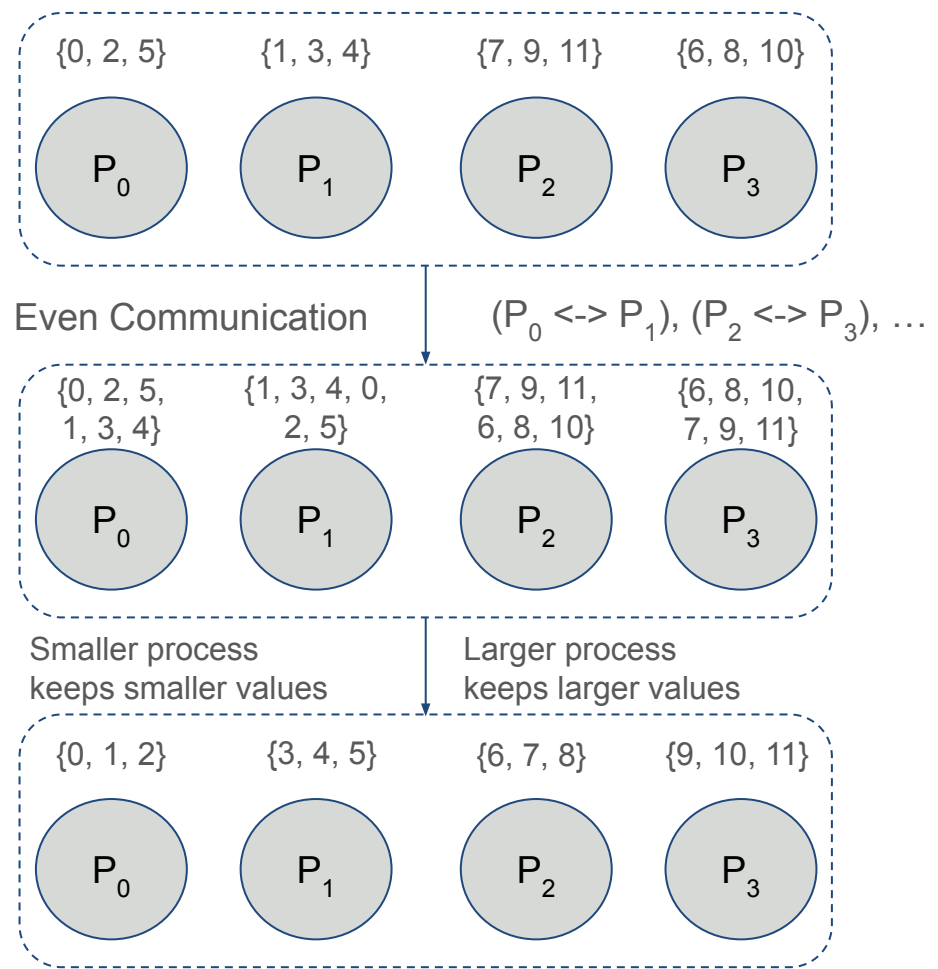 {0, 2, 5} {1, 3, 4} {7, 9, 11} {6, 8, 10}
P0 P1 P2 P3
Even Communication (P0 <-> P1), (P2 <-> P3), …
{0, 2, 5, {1, 3, 4, 0, {7, 9, 11, {6, 8, 10,
1, 3, 4} 2, 5} 6, 8, 10} 7, 9, 11}
P0 P1 P2 P3
Smaller process Larger process
keeps smaller values keeps larger values
{0, 1, 2} {3, 4, 5} {6, 7, 8} {9, 10, 11}
P0 P1 P2 P3